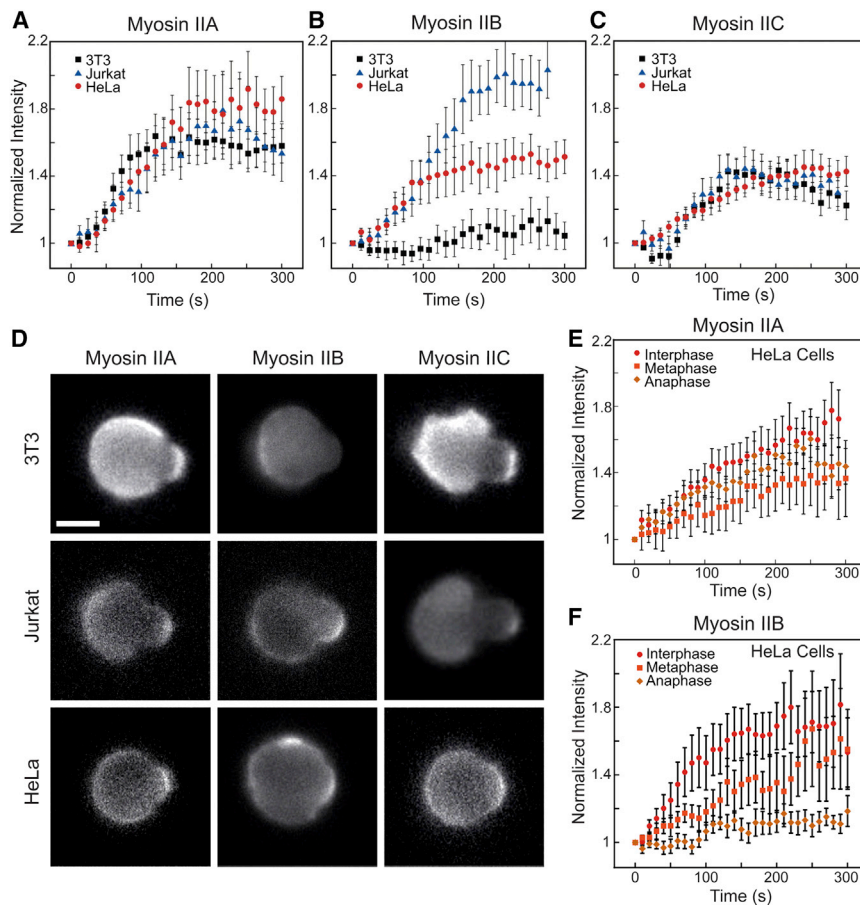 A
Myosin IIA
Normalized Intensity
2.2
1.8
1.4
1
3T3
Jurkat
HeLa
0
100
200
300
Time (s)
B
Myosin IIB
2.2
1.8
1.4
1
3T3
Jurkat
HeLa
0
100
200
300
Time (s)
C
Myosin IIC
2.2
1.8
1.4
1
3T3
Jurkat
HeLa
0
100
200
300
Time (s)
D
Myosin IIA
Myosin IIB
Myosin IIC
3T3
Jurkat
HeLa
E
Myosin IIA
Normalized Intensity
2.2
1.8
1.4
1
Interphase
Metaphase
Anaphase
HeLa Cells
0
100
200
300
Time (s)
F
Myosin IIB
Normalized Intensity
2.2
1.8
1.4
1
Interphase
Metaphase
Anaphase
HeLa Cells
0
100
200
300
Time (s)